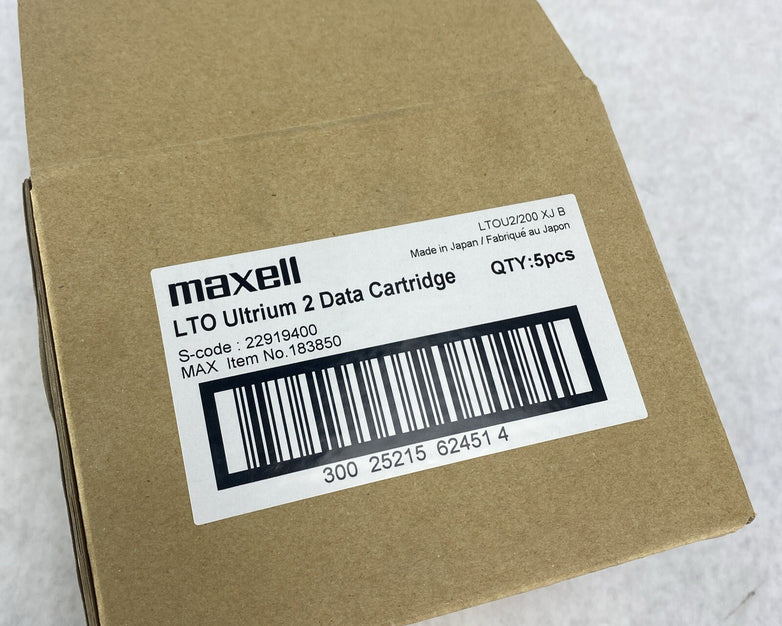 LTOU2/200 XJ B
Made in Japan / Fabriqué au Japon
maxell
LTO Ultrium 2 Data Cartridge QTY:5pcs
S-code : 22919400
MAX Item No.183850
300 25215 62451 4